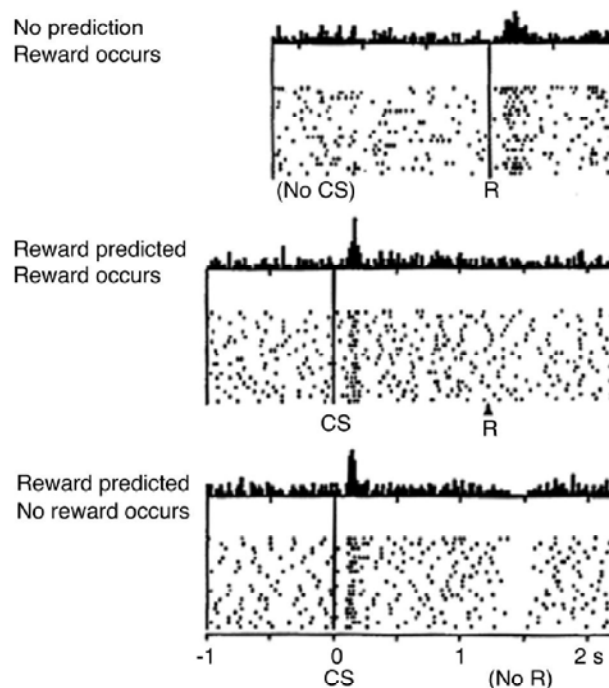 No prediction
Reward occurs
(No CS) R
Reward predicted
Reward occurs
CS R
Reward predicted
No reward occurs
-1 0 1 2 s
CS (No R)